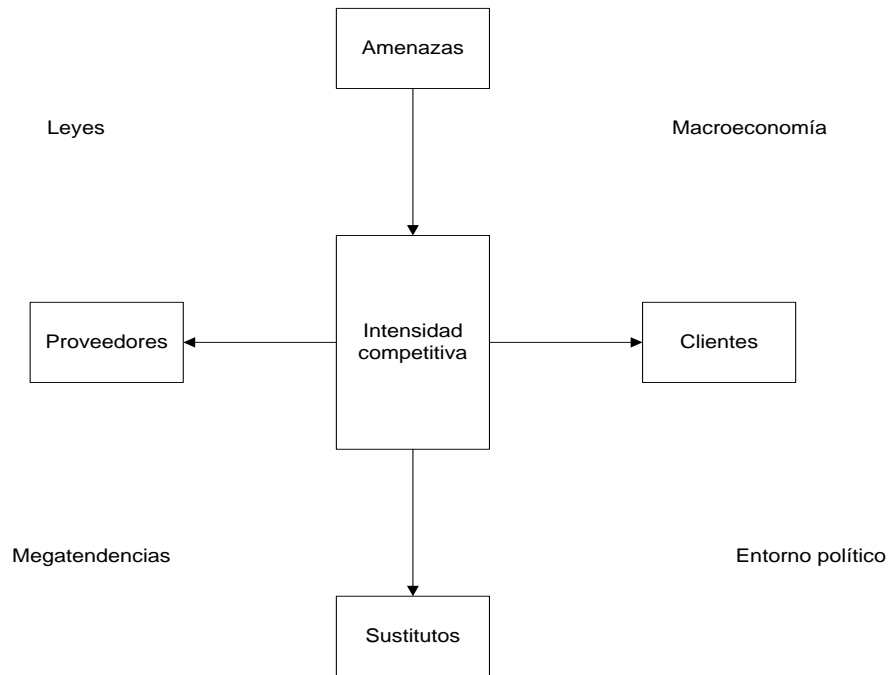 Amenazas
Leyes
Macroeconomía
Proveedores
Intensidad
competitiva
Clientes
Megatendencias
Entorno político
Sustitutos